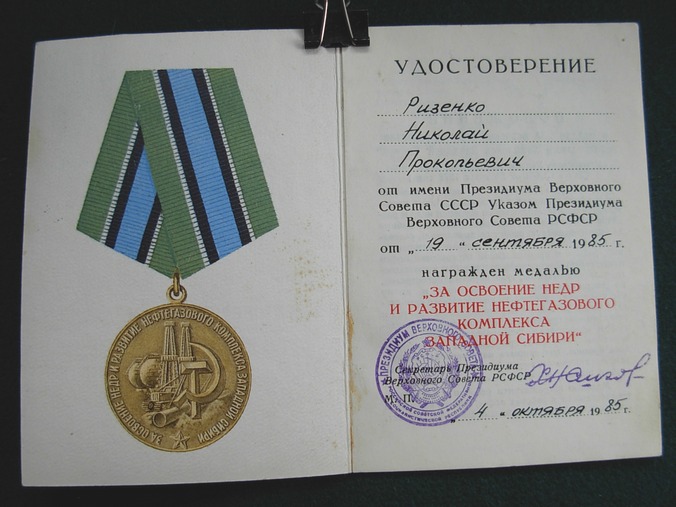 ЗА ОСВОЕНИЕ НЕДР И РАЗВИТИЕ НЕФТЕГАЗОВОГО КОМПЛЕКСА ЗАПАДНОЙ СИБИРИ
УДОСТОВЕРЕНИЕ
Ризенко
Николай
Прокопьевич
от имени Президиума Верховного
Совета СССР Указом Президиума
Верховного Совета РСФСР
от „19“ сентября 1985 г.
награжден медалью
„ЗА ОСВОЕНИЕ НЕДР
И РАЗВИТИЕ НЕФТЕГАЗОВОГО
КОМПЛЕКСА
ЗАПАДНОЙ СИБИРИ“
ПРЕЗИДИУМ ВЕРХОВНОГО
Секретарь Президиума
Верховного Совета РСФСР
М. П.
„4“ октября 1985 г.